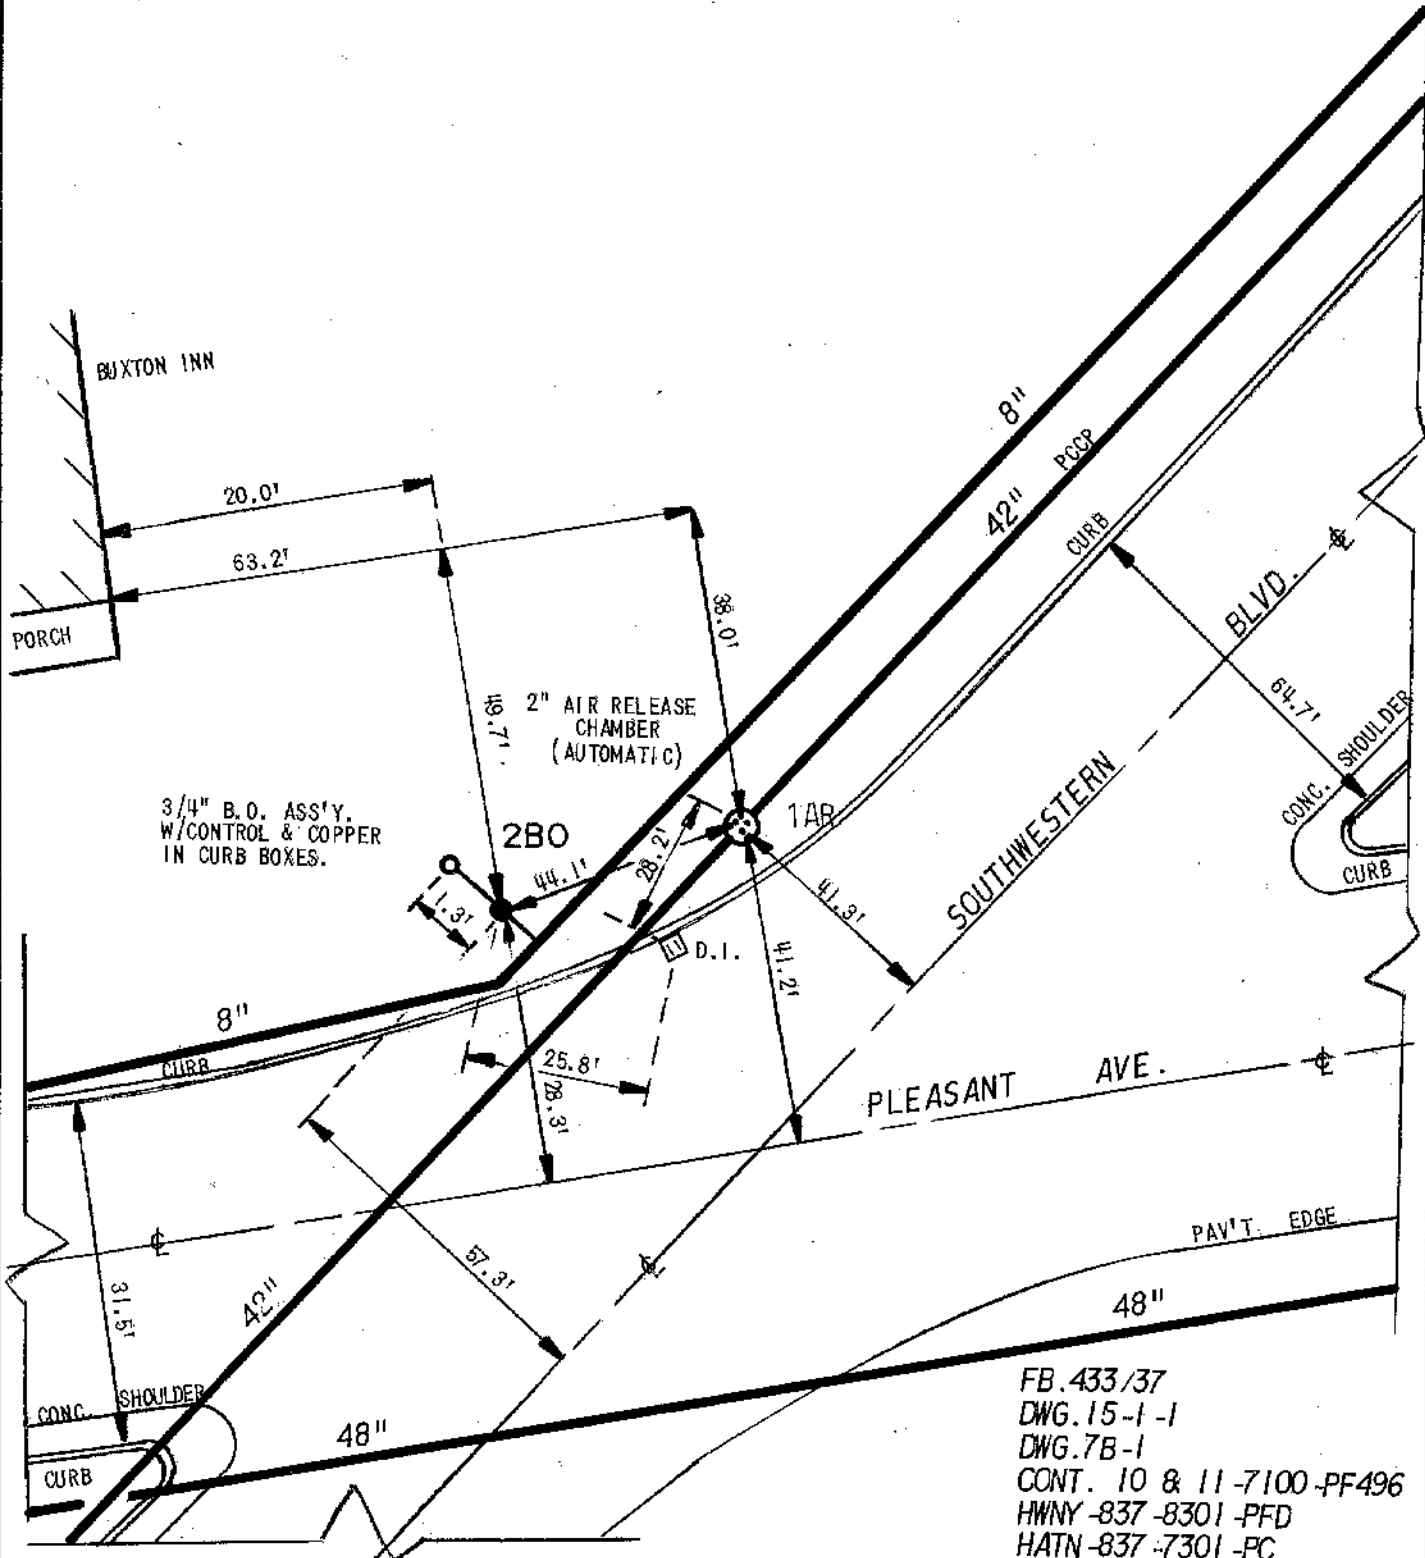 BUXTON INN
20.0'
63.2'
PORCH
8"
PCCP
42"
CURB
38.0'
BLVD.
℄
64.7'
CONC. SHOULDER
CURB
49.7'
2" AIR RELEASE
CHAMBER
(AUTOMATIC)
3/4" B.O. ASS'Y.
W/CONTROL & COPPER
IN CURB BOXES.
2BO
1AR
SOUTHWESTERN
44.1'
28.2'
1.3'
41.3'
D.I.
41.2'
8"
CURB
25.8'
28.3'
PLEASANT AVE.
℄
℄
57.3'
℄
31.5'
42"
PAV'T. EDGE
48"
CONC. SHOULDER
48"
CURB
FB.433/37
DWG.15-1-1
DWG.7B-1
CONT. 10 & 11-7100-PF496
HWNY-837-8301-PFD
HATN-837-7301-PC